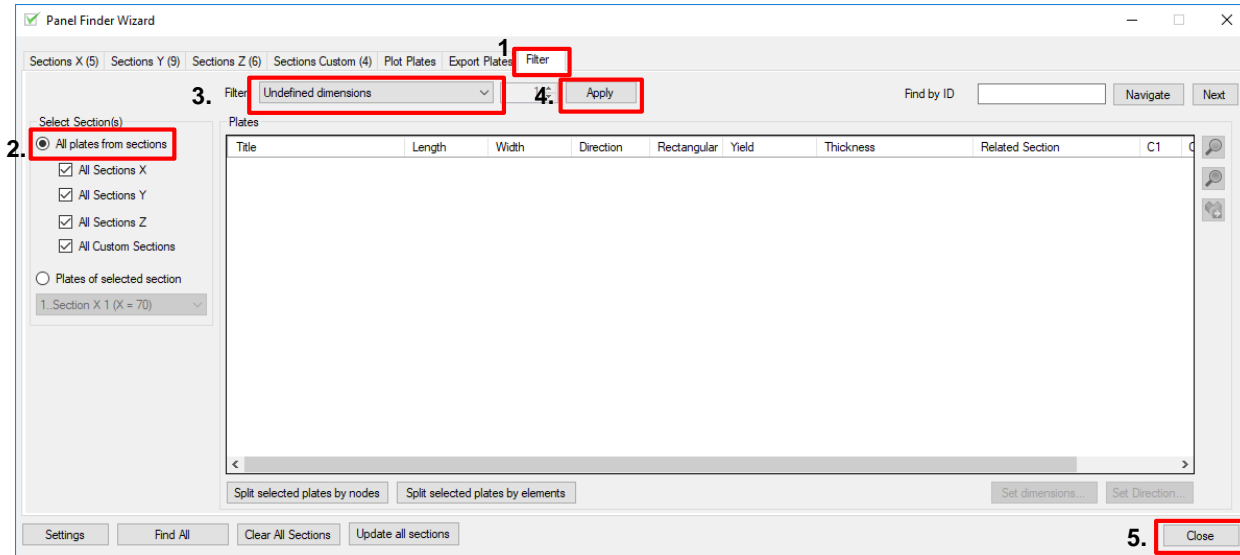 Panel Finder Wizard
1
Sections X (5) Sections Y (9) Sections Z (6) Sections Custom (4) Plot Plates Export Plates Filter
3. Filter Undefined dimensions 4. Apply Find by ID Navigate Next
Select Section(s) Plates
2. All plates from sections Title Length Width Direction Rectangular Yield Thickness Related Section C1
All Sections X
All Sections Y
All Sections Z
All Custom Sections
Plates of selected section
1..Section X 1 (X = 70)
Split selected plates by nodes Split selected plates by elements Set dimensions... Set Direction...
Settings Find All Clear All Sections Update all sections 5. Close